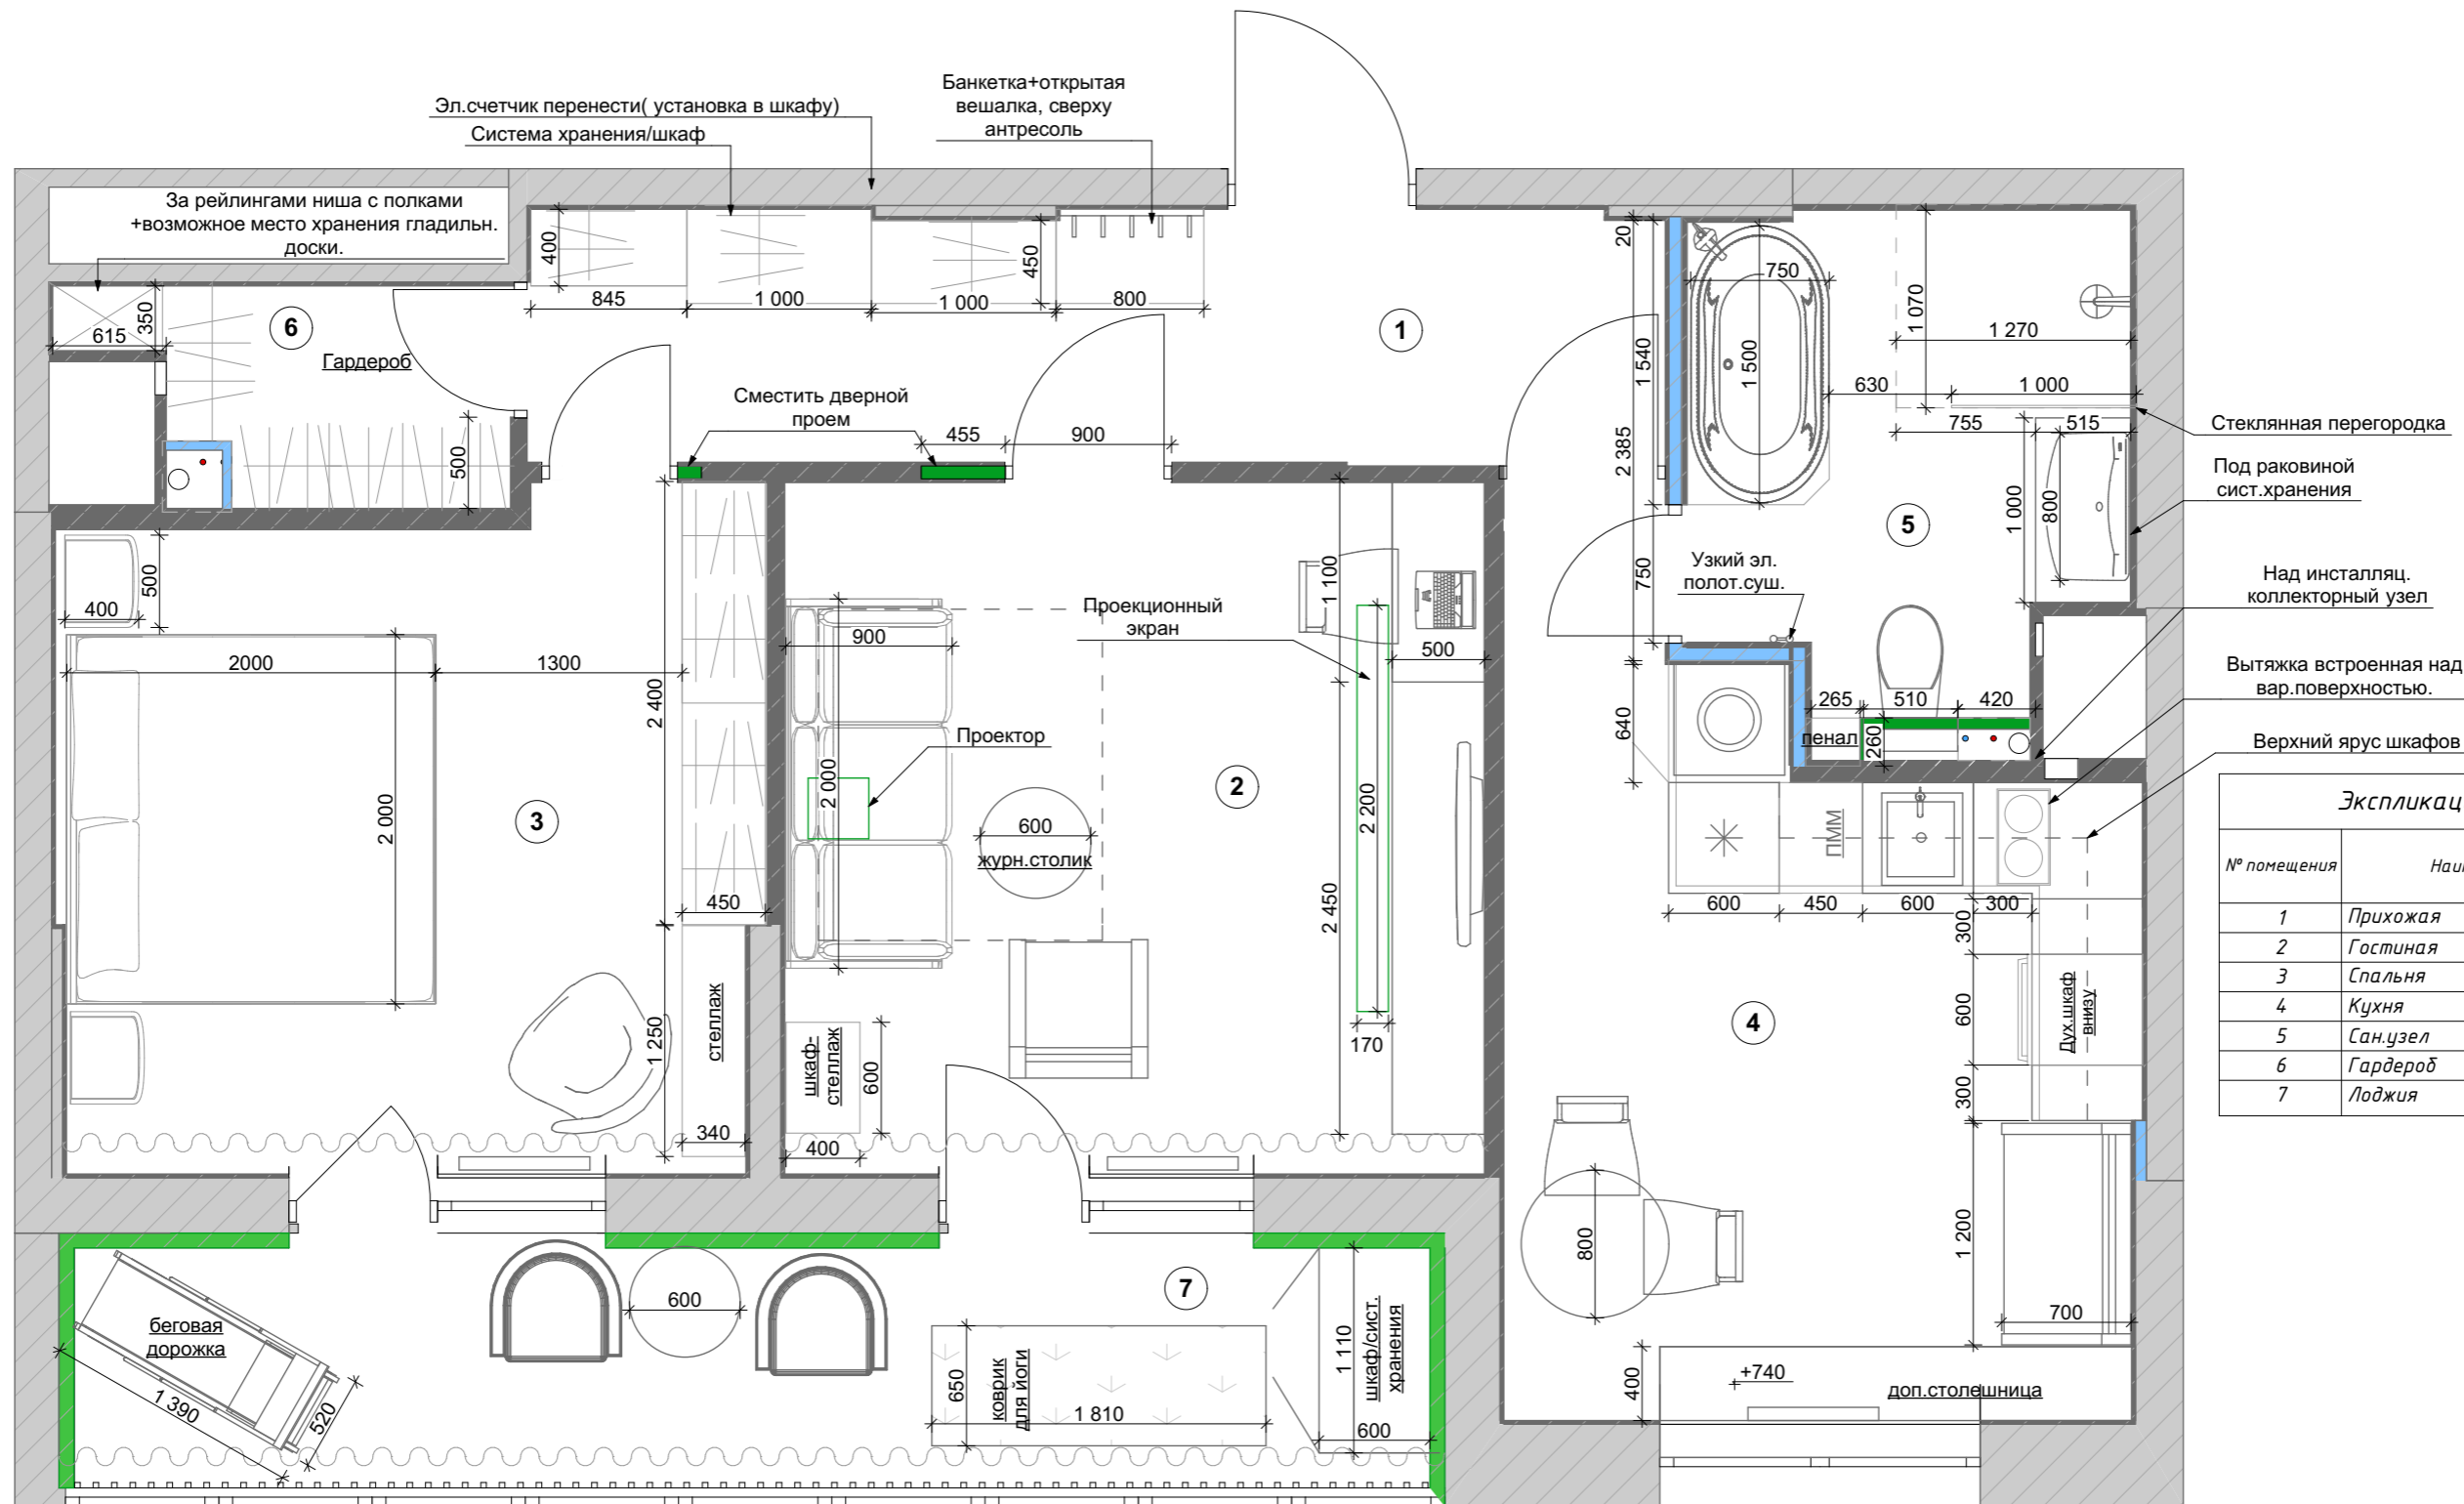 Эл.счетчик перенести( установка в шкафу)
Система хранения/шкаф
Банкетка+открытая
вешалка, сверху
антресоль
За рейлингами ниша с полками
+возможное место хранения гладильн.
доски.
400
845
1 000
450
1 000
800
615
350
6
Гардероб
500
1
Сместить дверной
проем
455
900
20
1 540
2 385
750
750
1 500
1 070
1 270
630
1 000
755
515
1 000
800
5
Стеклянная перегородка
Под раковиной
сист.хранения
Над инсталляц.
коллекторный узел
Вытяжка встроенная над
вар.поверхностью.
Верхний ярус шкафов
Узкий эл.
полот.суш.
265
510
420
пенал
260
640
500
400
2000
1300
2 400
2 000
3
450
1 250
стеллаж
340
900
2 000
Проектор
600
журн.столик
2
Проекционный
экран
1 100
500
2 200
2 450
170
шкаф-
стеллаж
600
400
ПММ
600
450
600
300
300
600
Дух.шкаф
внизу
300
4
1 200
700
800
400
+740
доп.столешница
Экспликац
№ помещения
Наи
1
Прихожая
2
Гостиная
3
Спальня
4
Кухня
5
Сан.узел
6
Гардероб
7
Лоджия
беговая
дорожка
1 390
520
600
7
650
коврик
для йоги
1 810
1 110
шкаф/сист.
хранения
600